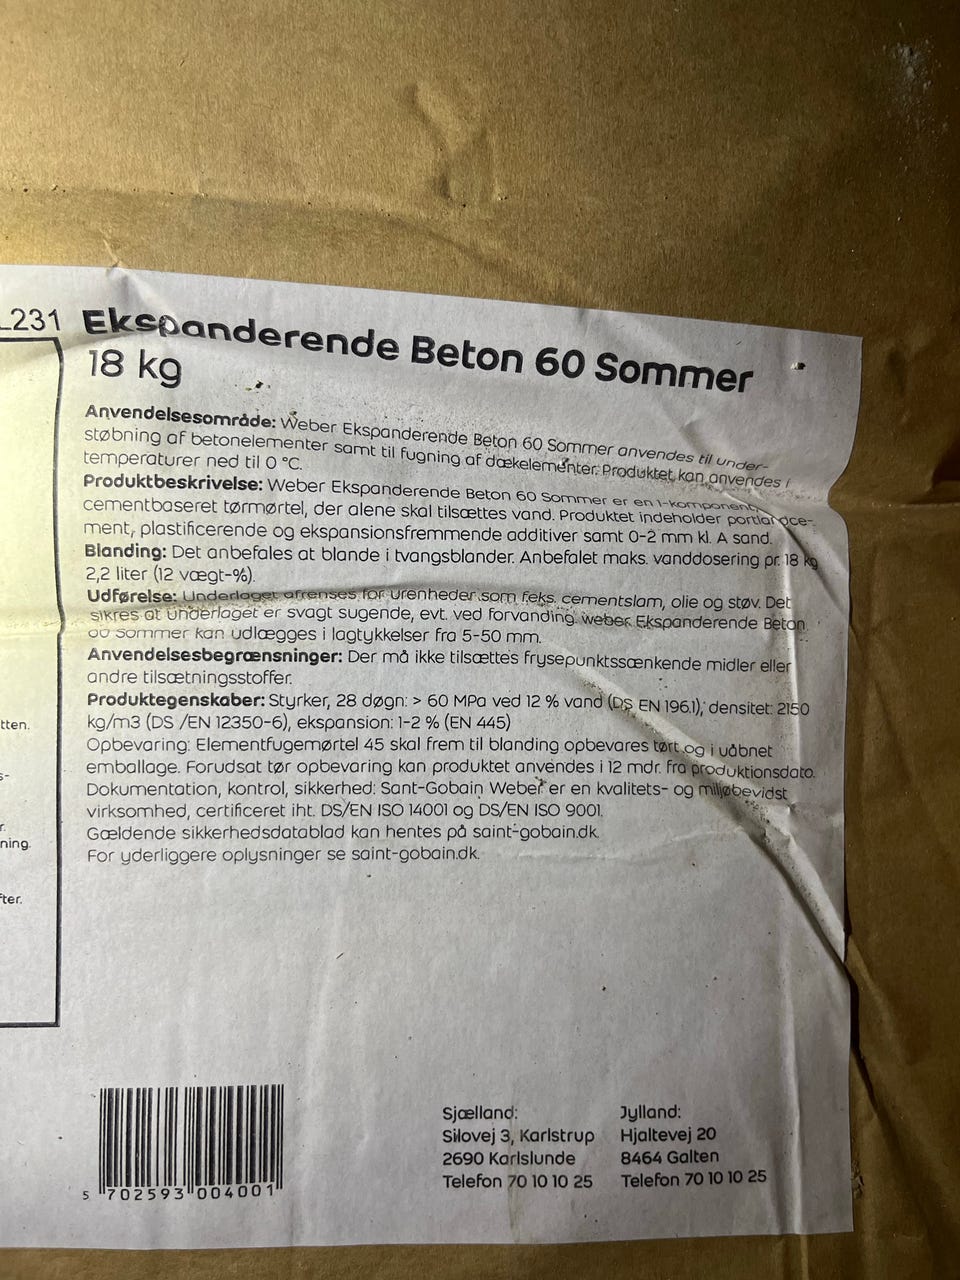 L231
Ekspanderende Beton 60 Sommer
18 kg
Anvendelsesområde: Weber Ekspanderende Beton 60 Sommer anvendes til under-
støbning af betonelementer samt til fugning af dækelementer. Produktet kan anvendes i
temperaturer ned til 0 °C.
Produktbeskrivelse: Weber Ekspanderende Beton 60 Sommer er en 1-komponent,
cementbaseret tørmørtel, der alene skal tilsættes vand. Produktet indeholder portland ce-
ment, plastificerende og ekspansionsfremmende additiver samt 0-2 mm kl. A sand.
Blanding: Det anbefales at blande i tvangsblander. Anbefalet maks. vanddosering pr. 18 kg
2,2 liter (12 vægt-%).
Udførelse: Underlaget afrenses for urenheder som f.eks. cementslam, olie og støv. Det
sikres at underlaget er svagt sugende, evt. ved forvanding. weber Ekspanderende Beton
60 Sommer kan udlægges i lagtykkelser fra 5-50 mm.
Anvendelsesbegrænsninger: Der må ikke tilsættes frysepunktssænkende midler eller
andre tilsætningsstoffer.
Produktegenskaber: Styrker, 28 døgn: > 60 MPa ved 12 % vand (DS EN 196.1), densitet: 2150
kg/m3 (DS /EN 12350-6), ekspansion: 1-2 % (EN 445)
Opbevaring: Elementfugemørtel 45 skal frem til blanding opbevares tørt og i uåbnet
emballage. Forudsat tør opbevaring kan produktet anvendes i 12 mdr. fra produktionsdato.
Dokumentation, kontrol, sikkerhed: Sant-Gobain Weber er en kvalitets- og miljøbevidst
virksomhed, certificeret iht. DS/EN ISO 14001 og DS/EN ISO 9001.
Gældende sikkerhedsdatablad kan hentes på saint-gobain.dk.
For yderliggere oplysninger se saint-gobain.dk.
tten.
s-
r.
ning.
fter.
5 702593 004001
Sjælland:
Silovej 3, Karlstrup
2690 Karlslunde
Telefon 70 10 10 25
Jylland:
Hjaltevej 20
8464 Galten
Telefon 70 10 10 25